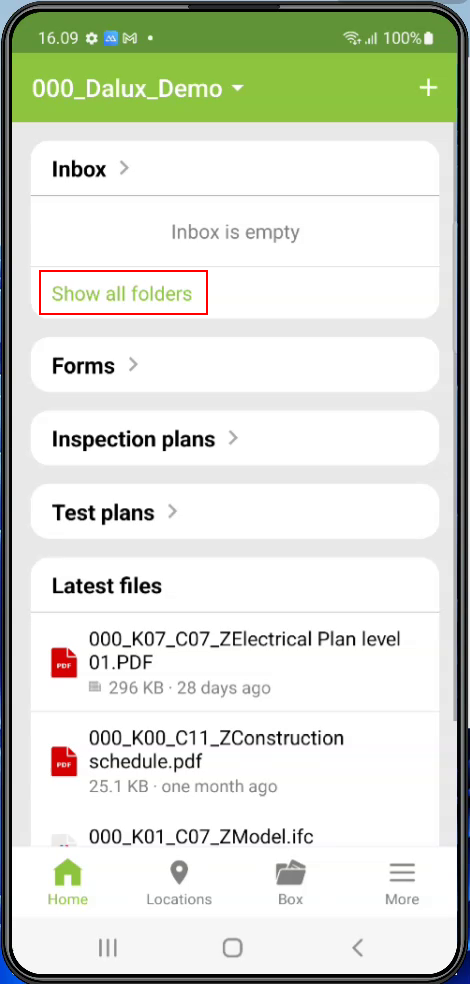 16.09 100%
000_Dalux_Demo
Inbox
Inbox is empty
Show all folders
Forms
Inspection plans
Test plans
Latest files
000_K07_C07_ZElectrical Plan level
01.PDF
PDF
296 KB · 28 days ago
000_K00_C11_ZConstruction
schedule.pdf
PDF
25.1 KB · one month ago
000_K01_C07_ZModel.ifc
Home
Locations
Box
More